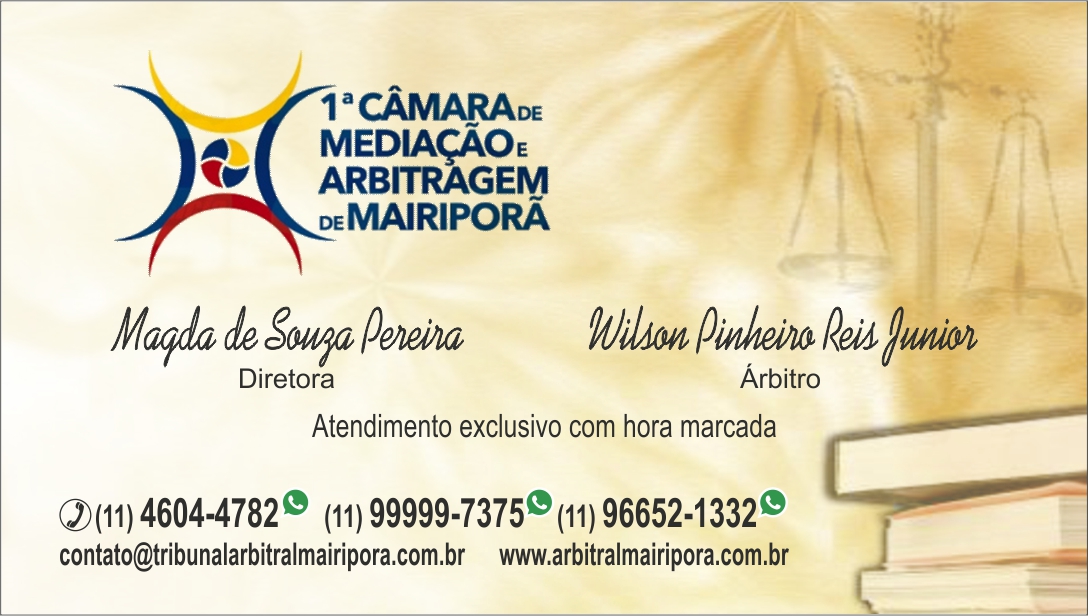 1ª CÂMARA DE
MEDIAÇÃO E
ARBITRAGEM
DE MAIRIPORÃ
Magda de Souza Pereira
Diretora
Wilson Pinheiro Reis Junior
Árbitro
Atendimento exclusivo com hora marcada
(11) 4604-4782 (11) 99999-7375 (11) 96652-1332
contato@tribunalarbitralmairipora.com.br www.arbitralmairipora.com.br